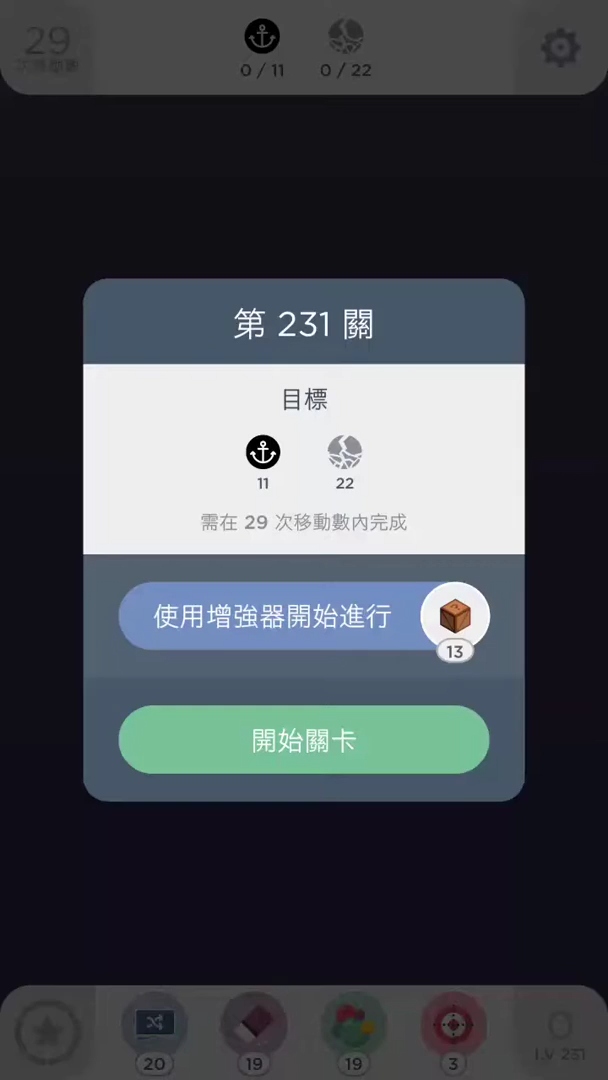 29
0 / 11
0 / 22
第 231 關
目標
11
22
需在 29 次移動數內完成
使用增強器開始進行
13
開始關卡
20
19
19
3
0
LV 231